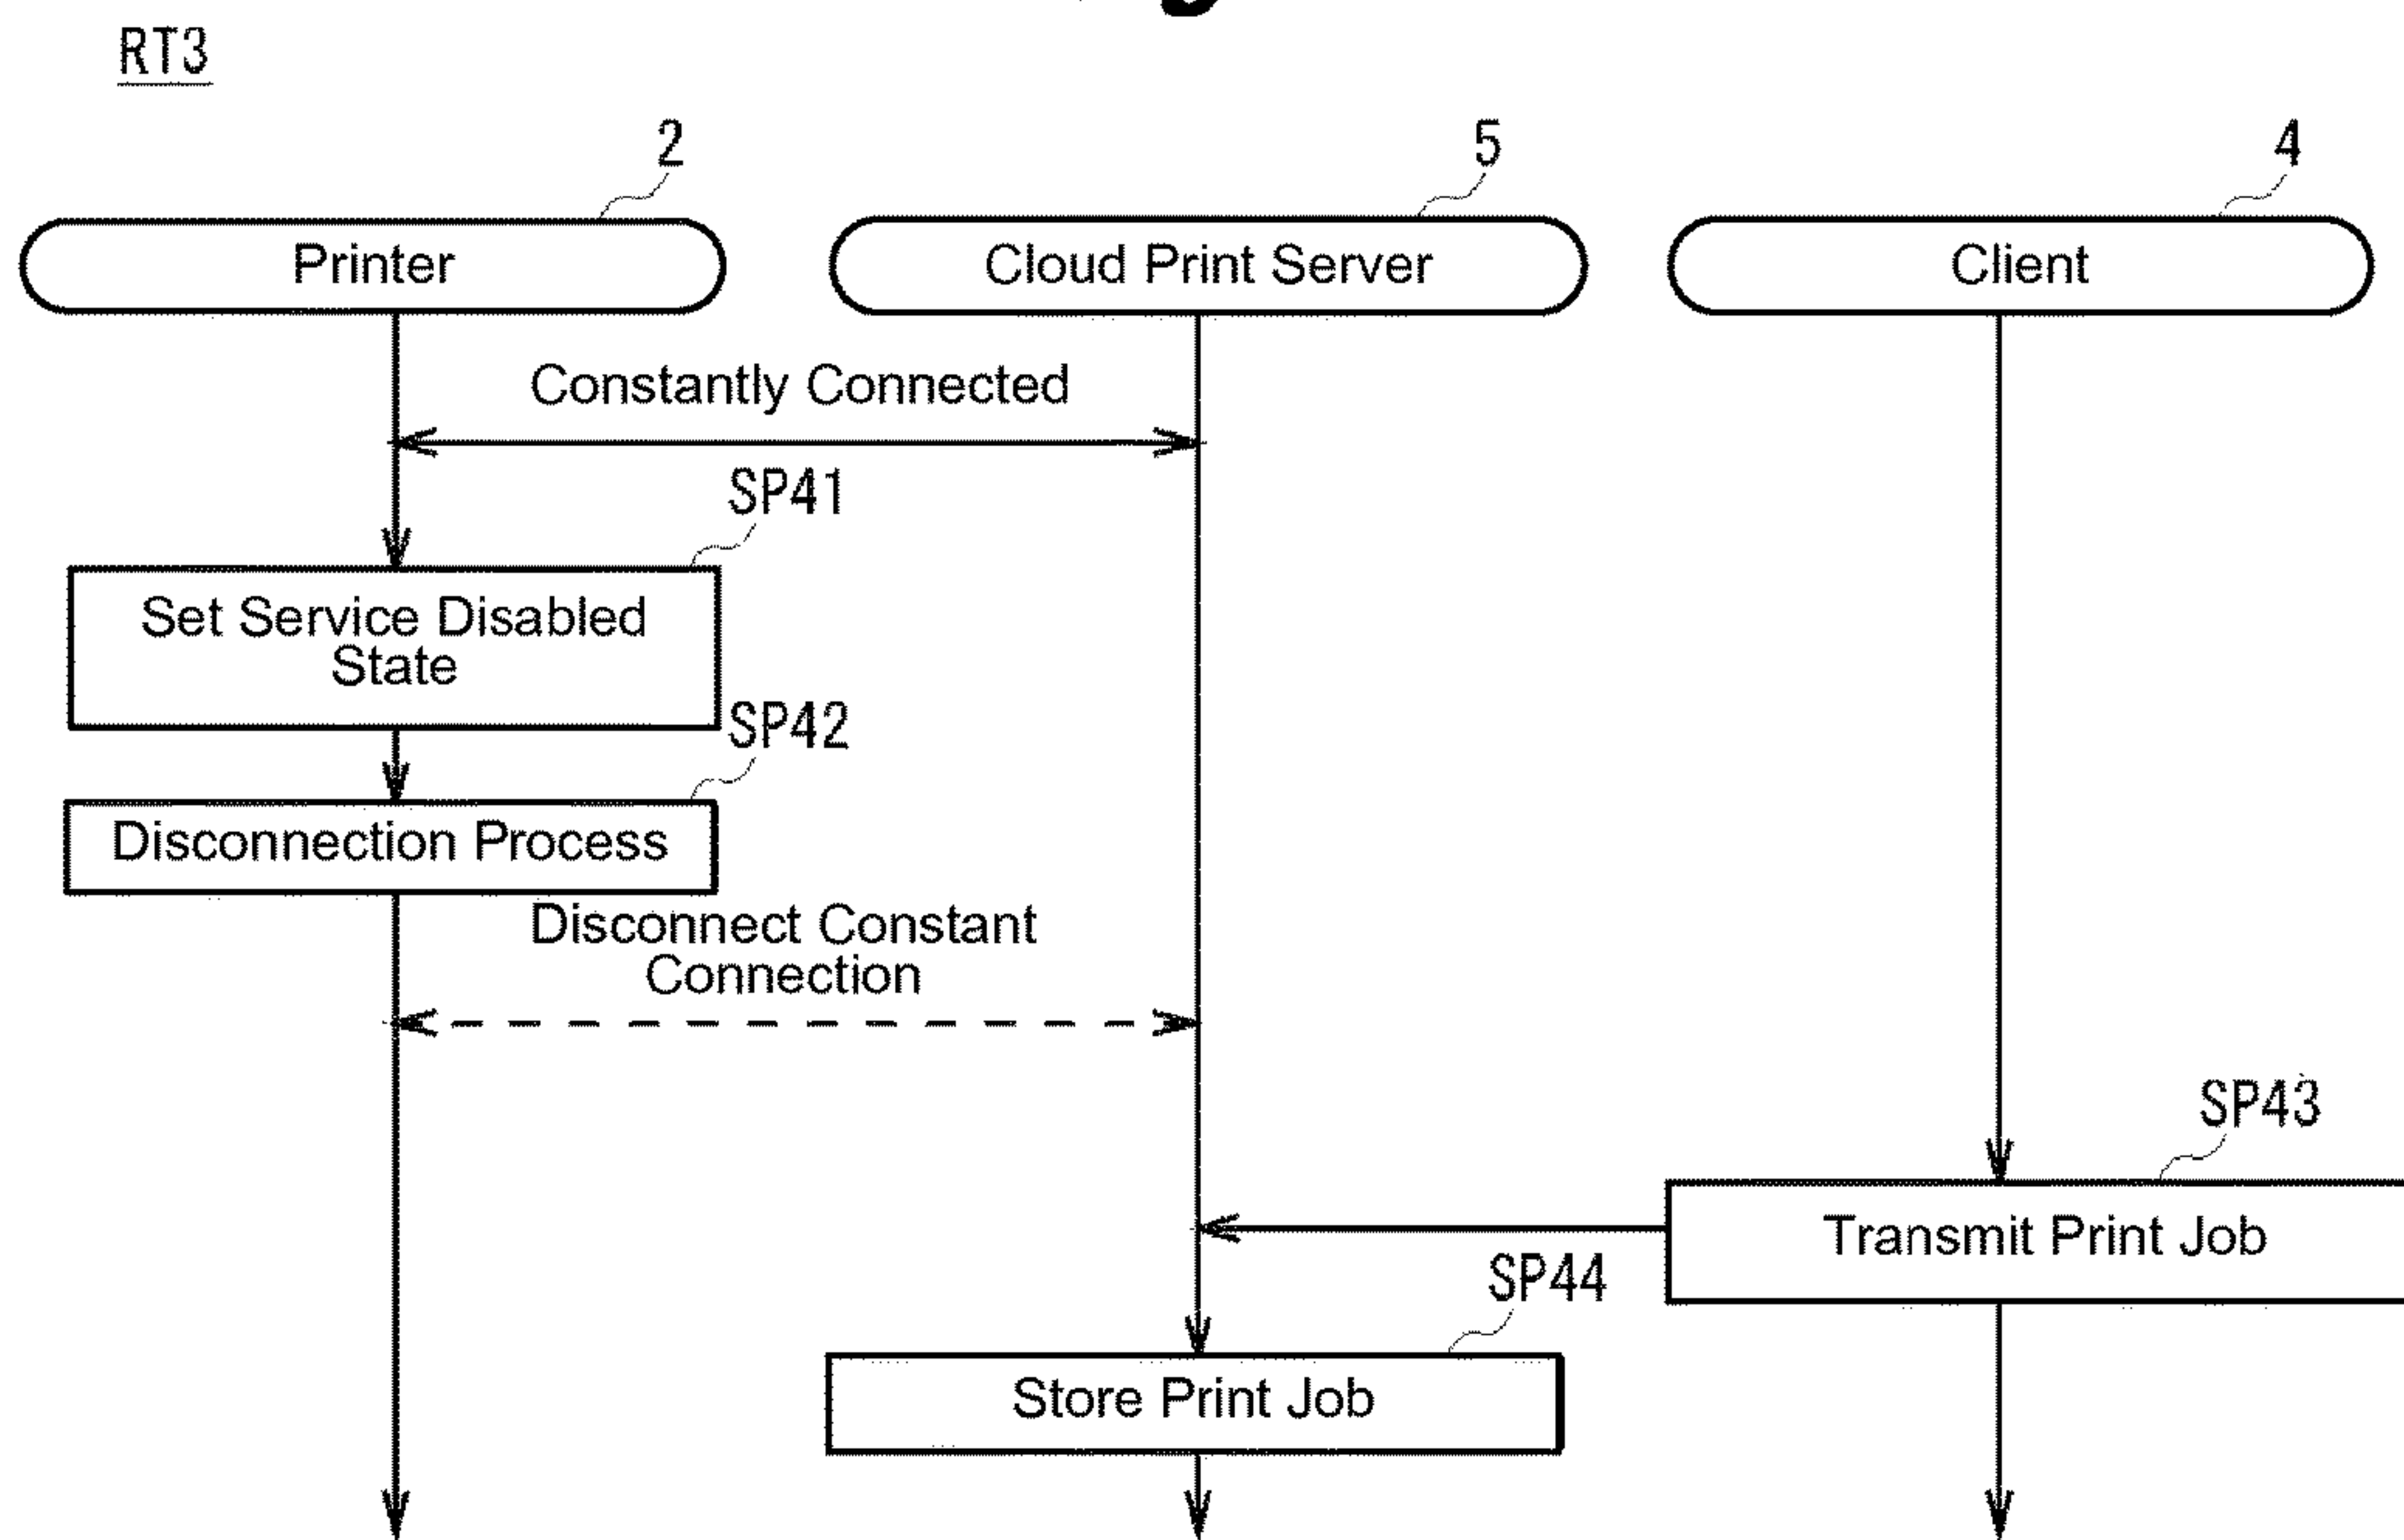 RT3
2
5
4
Printer
Cloud Print Server
Client
Constantly Connected
SP41
Set Service Disabled
State
SP42
Disconnection Process
Disconnect Constant
Connection
SP43
Transmit Print Job
SP44
Store Print Job